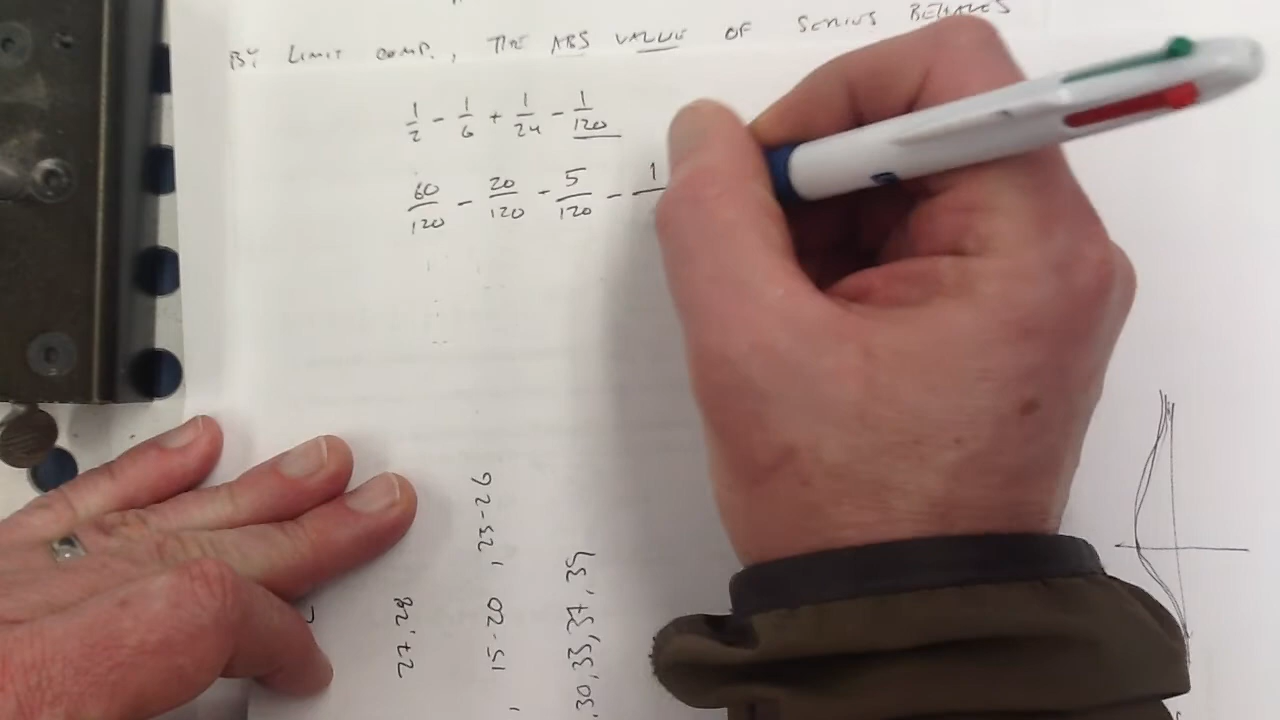 BY LIMIT COMP., THE ABS VALUE OF SERIES BEHAVES
1/2 - 1/6 + 1/24 - 1/120
60/120 - 20/120 - 5/120 - 1
27, 28
, 15-20, 23-26
, 30, 33, 37, 39